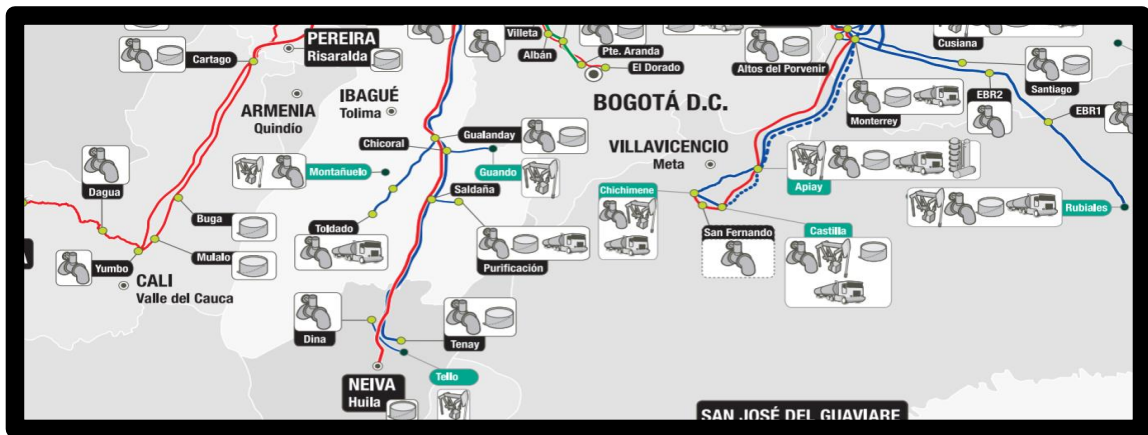 Cartago
PEREIRA
Risaralda
Villeta
Albán
Pte. Aranda
El Dorado
Altos del Porvenir
Cusiana
Santiago
EBR2
EBR1
Monterrey
ARMENIA
Quindío
IBAGUÉ
Tolima
BOGOTÁ D.C.
Gualanday
Chicoral
Guando
Montañuelo
VILLAVICENCIO
Meta
Apiay
Dagua
Saldaña
Chichimene
Rubiales
Buga
Toldado
San Fernando
Castilla
Yumbo
Mulalo
Purificación
CALI
Valle del Cauca
Dina
Tenay
Tello
NEIVA
Huila
SAN JOSÉ DEL GUAVIARE